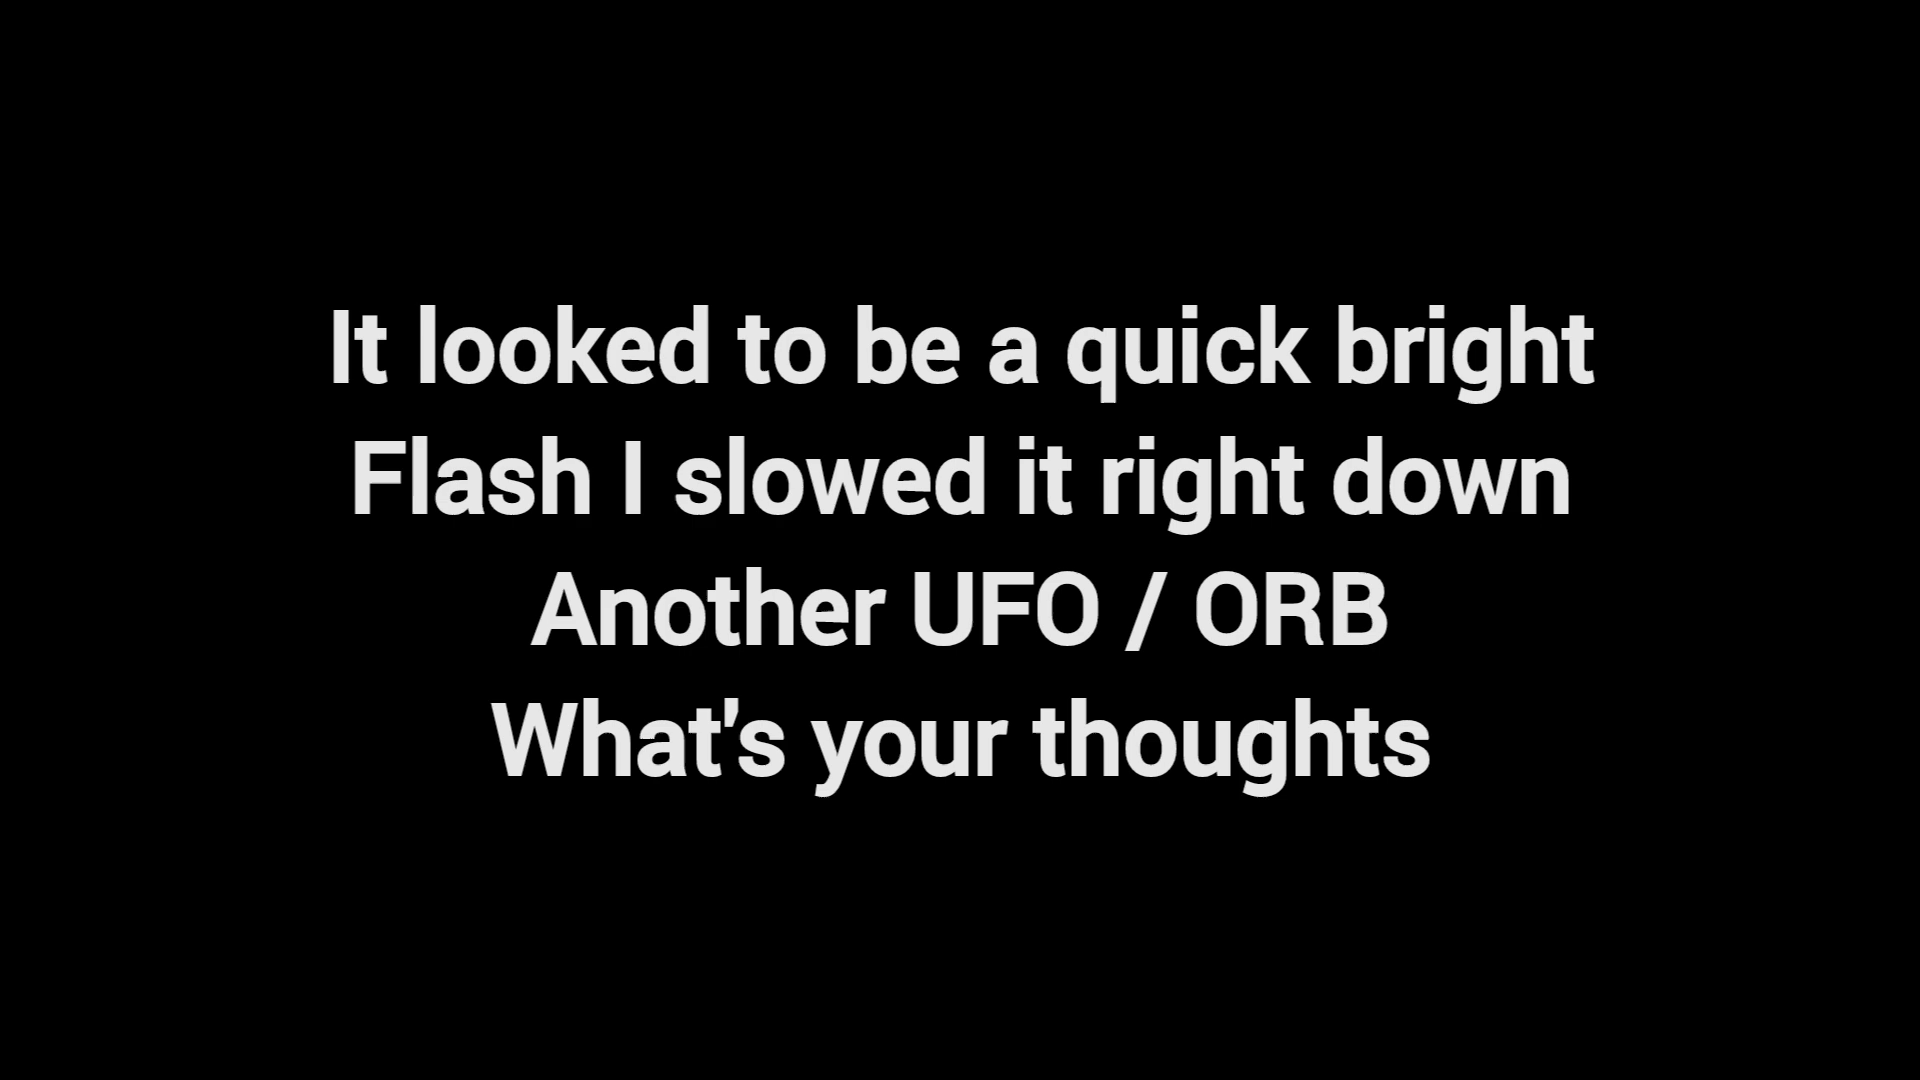 It looked to be a quick bright
Flash I slowed it right down
Another UFO / ORB
What's your thoughts